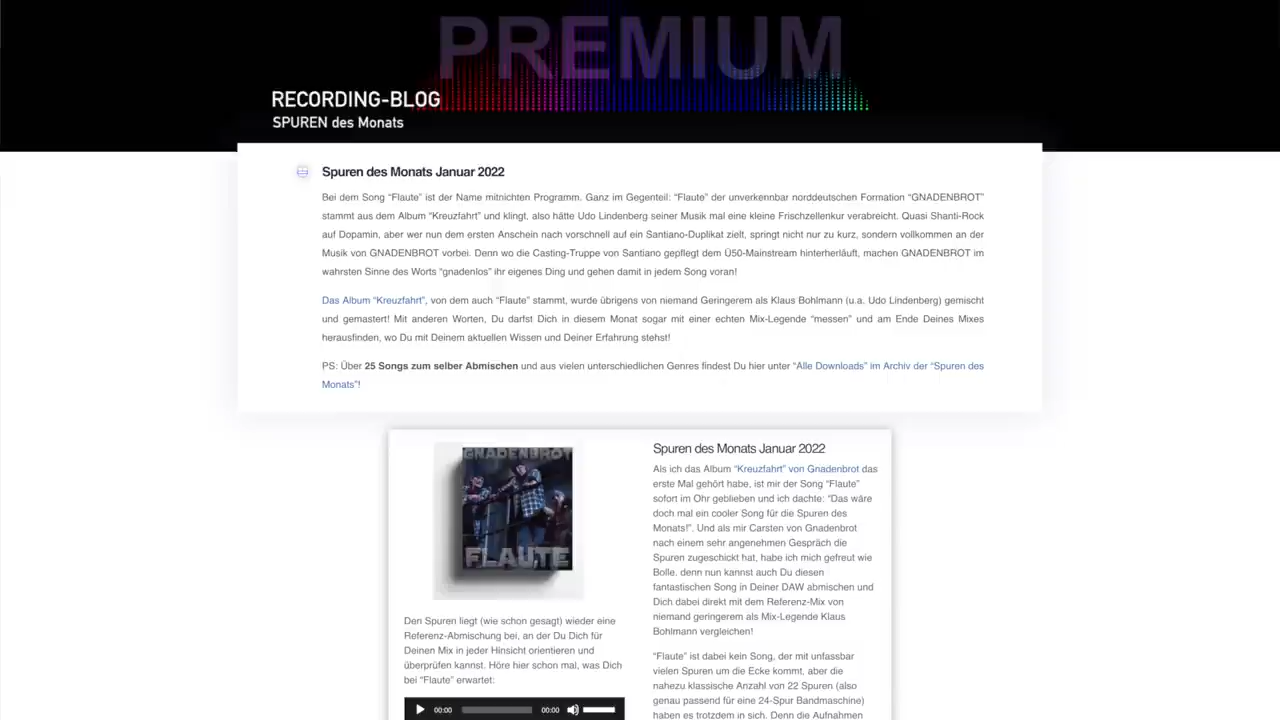 PREMIUM
RECORDING-BLOG
SPUREN des Monats
Spuren des Monats Januar 2022
Bei dem Song “Flaute” ist der Name mitnichten Programm. Ganz im Gegenteil: “Flaute” der unverkennbar norddeutschen Formation “GNADENBROT”
stammt aus dem Album “Kreuzfahrt” und klingt, also hätte Udo Lindenberg seiner Musik mal eine kleine Frischzellenkur verabreicht. Quasi Shanti-Rock
auf Dopamin, aber wer nun dem ersten Anschein nach vorschnell auf ein Santiano-Duplikat zielt, springt nicht nur zu kurz, sondern vollkommen an der
Musik von GNADENBROT vorbei. Denn wo die Casting-Truppe von Santiano gepflegt dem Ü50-Mainstream hinterherläuft, machen GNADENBROT im
wahrsten Sinne des Worts “gnadenlos” ihr eigenes Ding und gehen damit in jedem Song voran!
Das Album “Kreuzfahrt”, von dem auch “Flaute” stammt, wurde übrigens von niemand Geringerem als Klaus Bohlmann (u.a. Udo Lindenberg) gemischt
und gemastert! Mit anderen Worten, Du darfst Dich in diesem Monat sogar mit einer echten Mix-Legende “messen” und am Ende Deines Mixes
herausfinden, wo Du mit Deinem aktuellen Wissen und Deiner Erfahrung stehst!
PS: Über 25 Songs zum selber Abmischen und aus vielen unterschiedlichen Genres findest Du hier unter “Alle Downloads” im Archiv der “Spuren des
Monats”!
GNADENBROT
FLAUTE
Den Spuren liegt (wie schon gesagt) wieder eine
Referenz-Abmischung bei, an der Du Dich für
Deinen Mix in jeder Hinsicht orientieren und
überprüfen kannst. Höre hier schon mal, was Dich
bei “Flaute” erwartet:
00:00 00:00
Spuren des Monats Januar 2022
Als ich das Album “Kreuzfahrt” von Gnadenbrot das
erste Mal gehört habe, ist mir der Song “Flaute”
sofort im Ohr geblieben und ich dachte: “Das wäre
doch mal ein cooler Song für die Spuren des
Monats!”. Und als mir Carsten von Gnadenbrot
nach einem sehr angenehmen Gespräch die
Spuren zugeschickt hat, habe ich mich gefreut wie
Bolle. denn nun kannst auch Du diesen
fantastischen Song in Deiner DAW abmischen und
Dich dabei direkt mit dem Referenz-Mix von
niemand geringerem als Mix-Legende Klaus
Bohlmann vergleichen!
“Flaute” ist dabei kein Song, der mit unfassbar
vielen Spuren um die Ecke kommt, aber die
nahezu klassische Anzahl von 22 Spuren (also
genau passend für eine 24-Spur Bandmaschine)
haben es trotzdem in sich. Denn die Aufnahmen